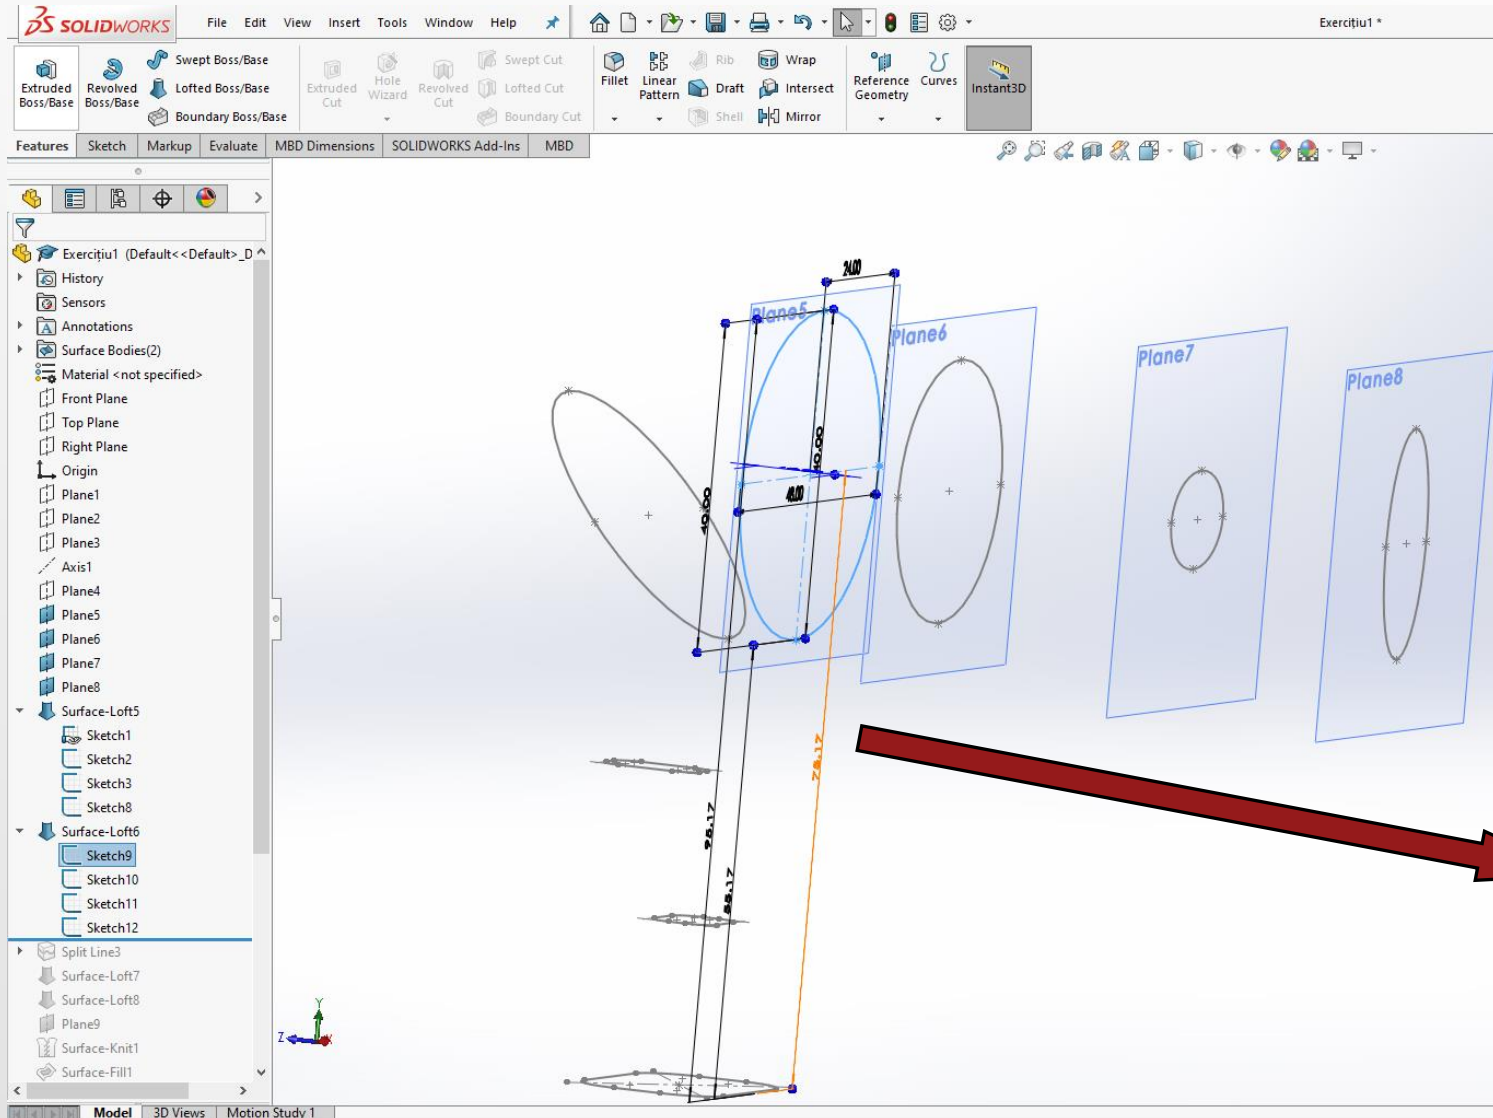 SOLIDWORKS File Edit View Insert Tools Window Help Exercițiu1 *
Extruded Boss/Base
Revolved Boss/Base
Swept Boss/Base
Lofted Boss/Base
Boundary Boss/Base
Extruded Cut
Hole Wizard
Revolved Cut
Swept Cut
Lofted Cut
Boundary Cut
Fillet
Linear Pattern
Rib
Draft
Shell
Wrap
Intersect
Mirror
Reference Geometry
Curves
Instant3D
Features Sketch Markup Evaluate MBD Dimensions SOLIDWORKS Add-Ins MBD
Exercițiu1 (Default<<Default>_D
History
Sensors
Annotations
Surface Bodies(2)
Material <not specified>
Front Plane
Top Plane
Right Plane
Origin
Plane1
Plane2
Plane3
Axis1
Plane4
Plane5
Plane6
Plane7
Plane8
Surface-Loft5
Sketch1
Sketch2
Sketch3
Sketch8
Surface-Loft6
Sketch9
Sketch10
Sketch11
Sketch12
Split Line3
Surface-Loft7
Surface-Loft8
Plane9
Surface-Knit1
Surface-Fill1
24.00
Plane5
Plane6
Plane7
Plane8
40.00
48.00
40.00
75.17
95.17
55.17
Y
Z
Model 3D Views Motion Study 1